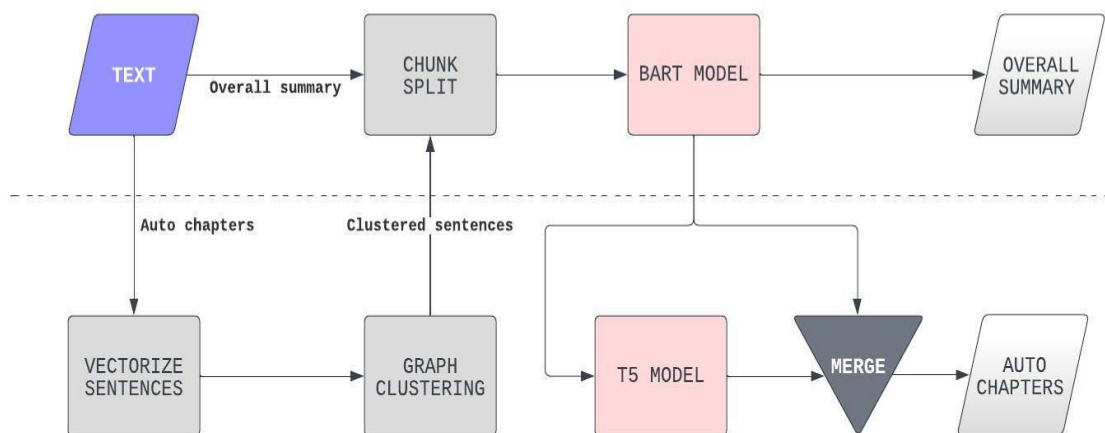 TEXT
Overall summary
CHUNK
SPLIT
BART MODEL
OVERALL
SUMMARY
Auto chapters
Clustered sentences
VECTORIZE
SENTENCES
GRAPH
CLUSTERING
T5 MODEL
MERGE
AUTO
CHAPTERS